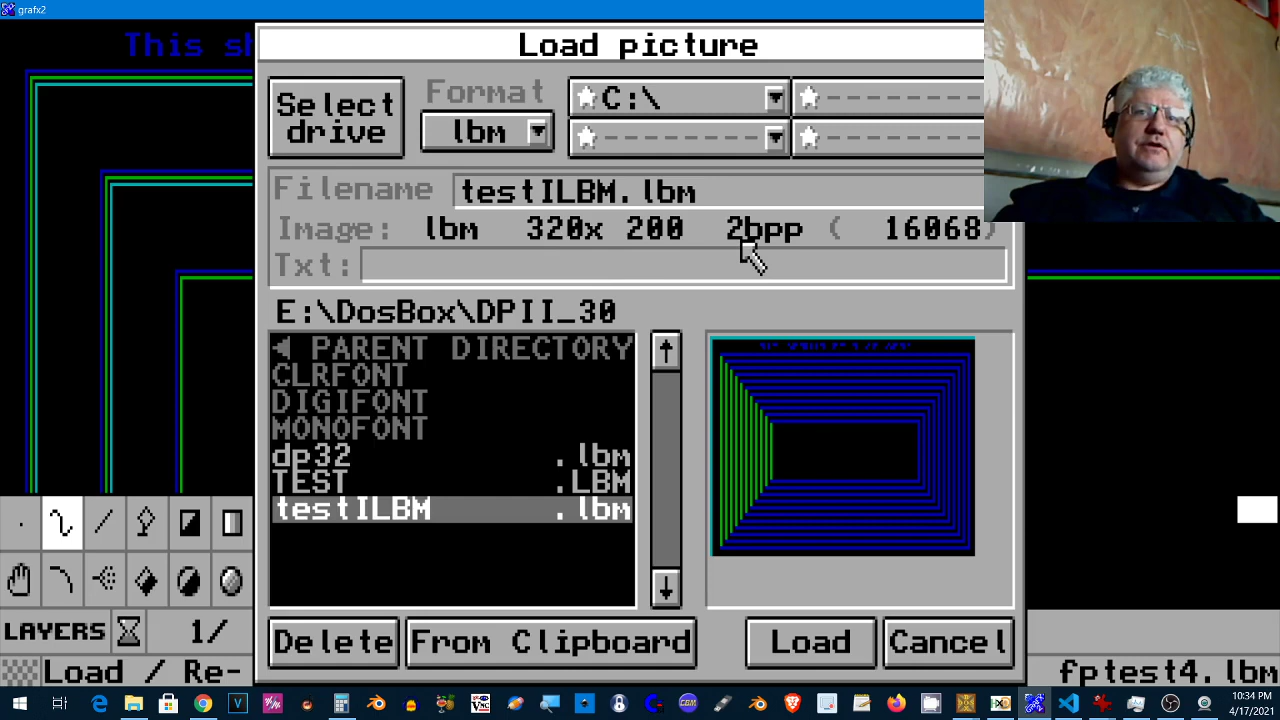 grafx2
This sh
Load picture
Select drive
Format
lbm
C:\
---------
---------
---------
---------
Filename testILBM.lbm
Image: lbm 320x 200 2bpp ( 16068)
Txt:
E:\DosBox\DPII_30
PARENT DIRECTORY
CLRFONT
DIGIFONT
MONOFONT
dp32 .lbm
TEST .LBM
testILBM .lbm
LAYERS 1/
Delete From Clipboard Load Cancel
Load / Re- fptest4.lbm
10:34 PM
4/17/2021